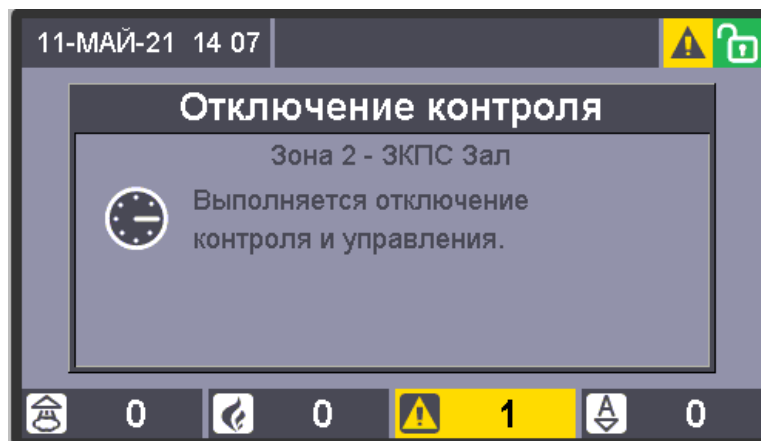 11-МАЙ-21 14 07
Отключение контроля
Зона 2 - ЗКПС Зал
Выполняется отключение
контроля и управления.
0 0 1 A 0